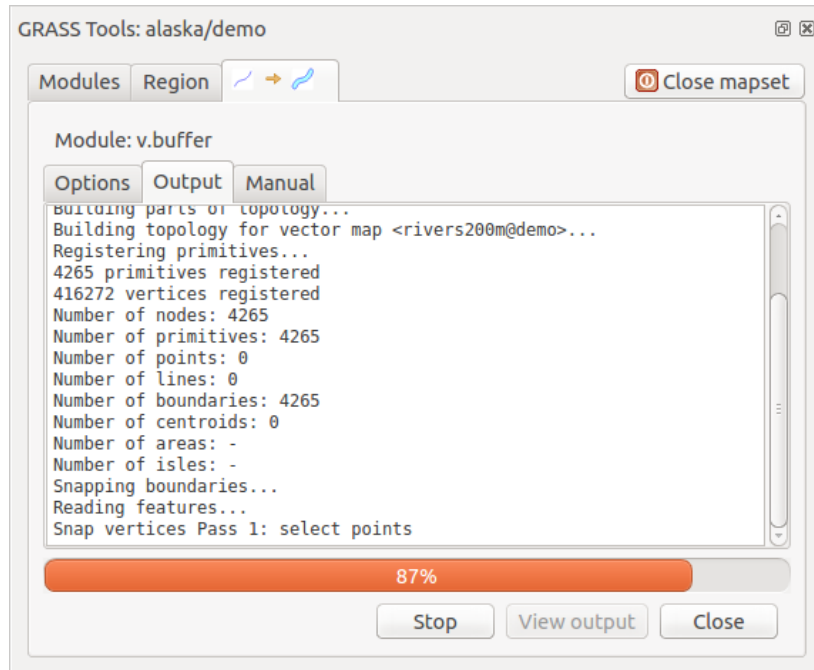 GRASS Tools: alaska/demo
Modules Region Close mapset
Module: v.buffer
Options Output Manual
Building parts of topology...
Building topology for vector map <rivers200m@demo>...
Registering primitives...
4265 primitives registered
416272 vertices registered
Number of nodes: 4265
Number of primitives: 4265
Number of points: 0
Number of lines: 0
Number of boundaries: 4265
Number of centroids: 0
Number of areas: -
Number of isles: -
Snapping boundaries...
Reading features...
Snap vertices Pass 1: select points
87%
Stop View output Close